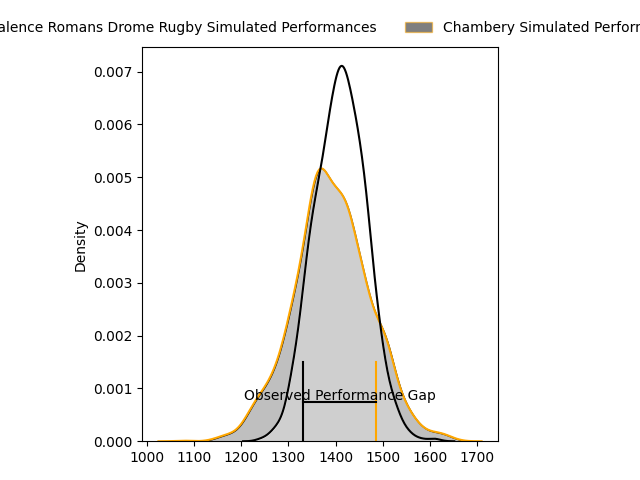 alence Romans Drome Rugby Simulated Performances
Chambery Simulated Perfor
0.007
0.006
0.005
0.004
0.003
0.002
0.001
0.000
Density
Observed Performance Gap
1000 1100 1200 1300 1400 1500 1600 1700